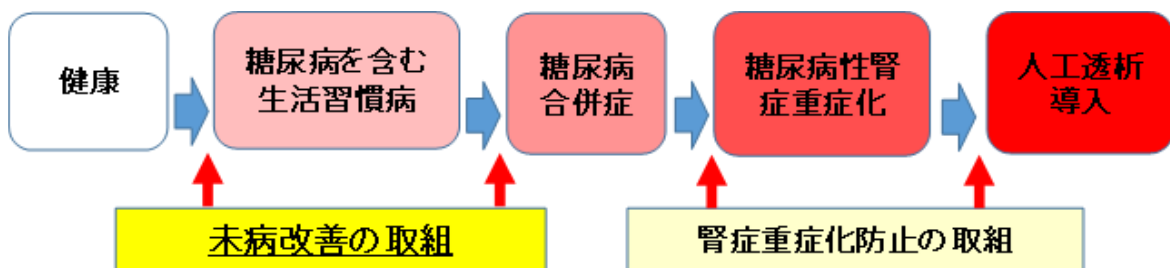 健康
糖尿病を含む
生活習慣病
糖尿病
合併症
糖尿病性腎
症重症化
人工透析
導入
未病改善の取組
腎症重症化防止の取組